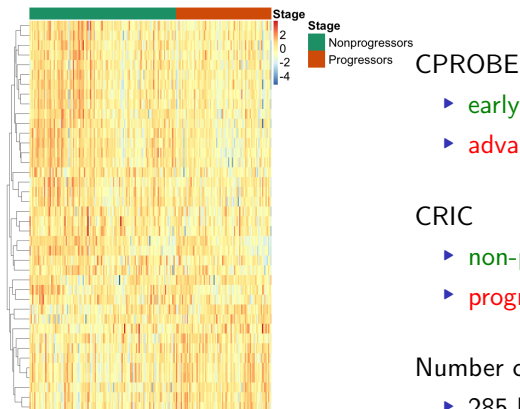 Stage
2
0
-2
-4
Stage
Nonprogressors
Progressors
CPROBE
early
adva
CRIC
non-
progr
Number o
285